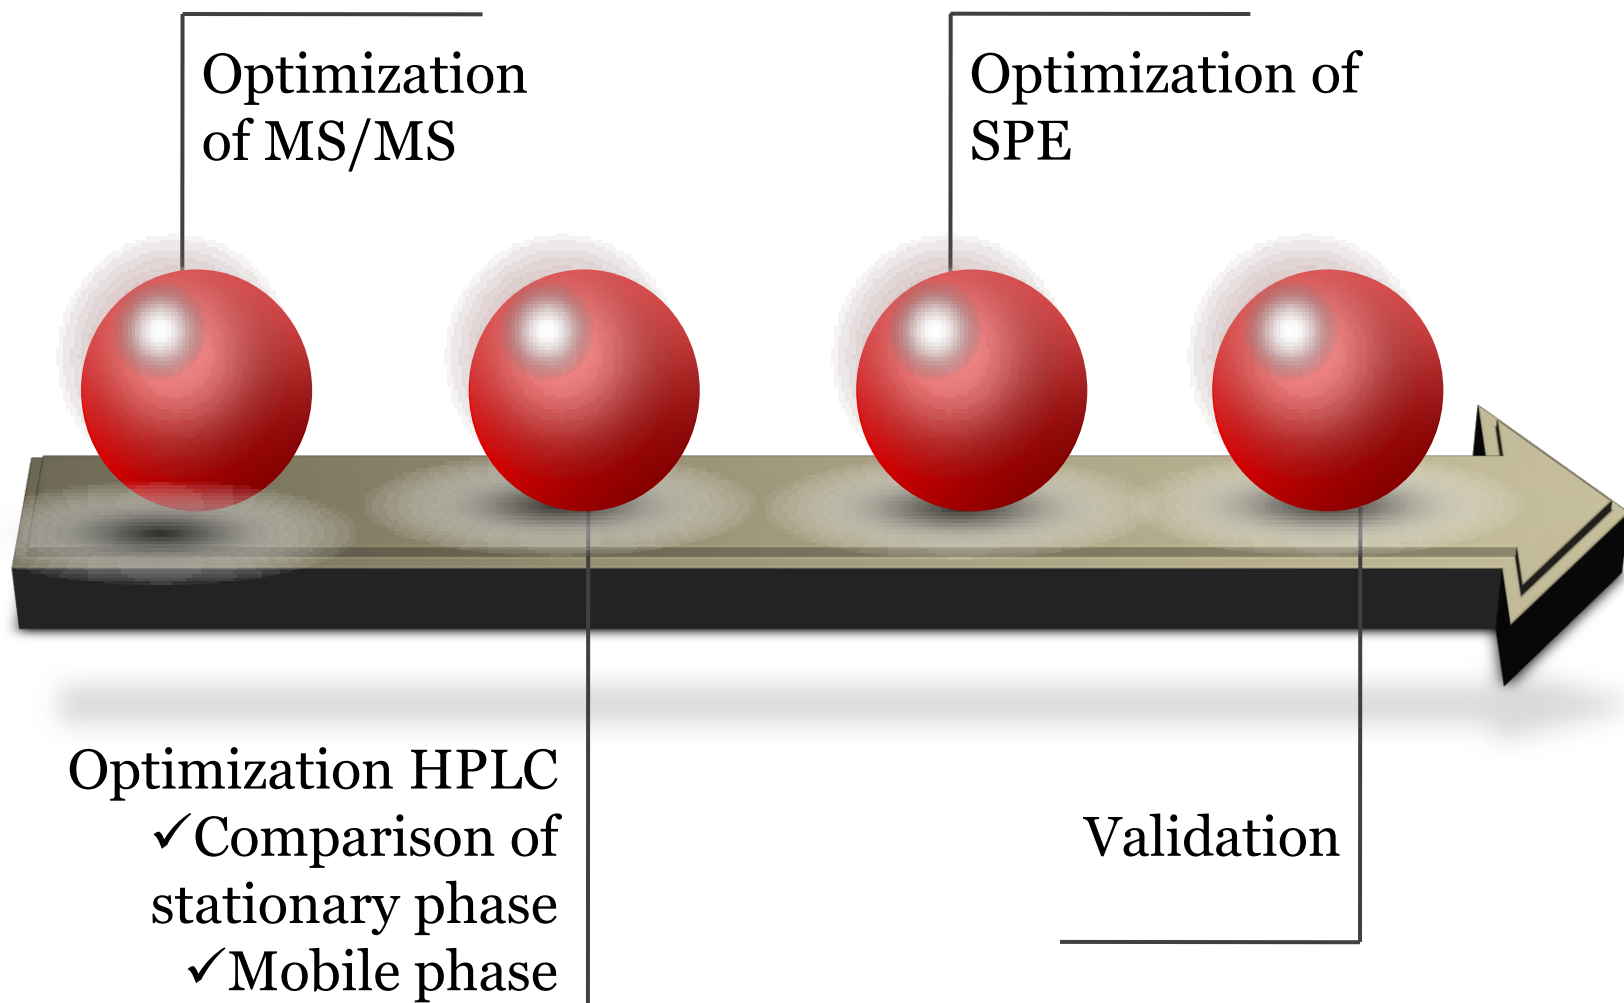 Optimization
of MS/MS
Optimization of
SPE
Optimization HPLC
✓Comparison of
stationary phase
✓Mobile phase
Validation